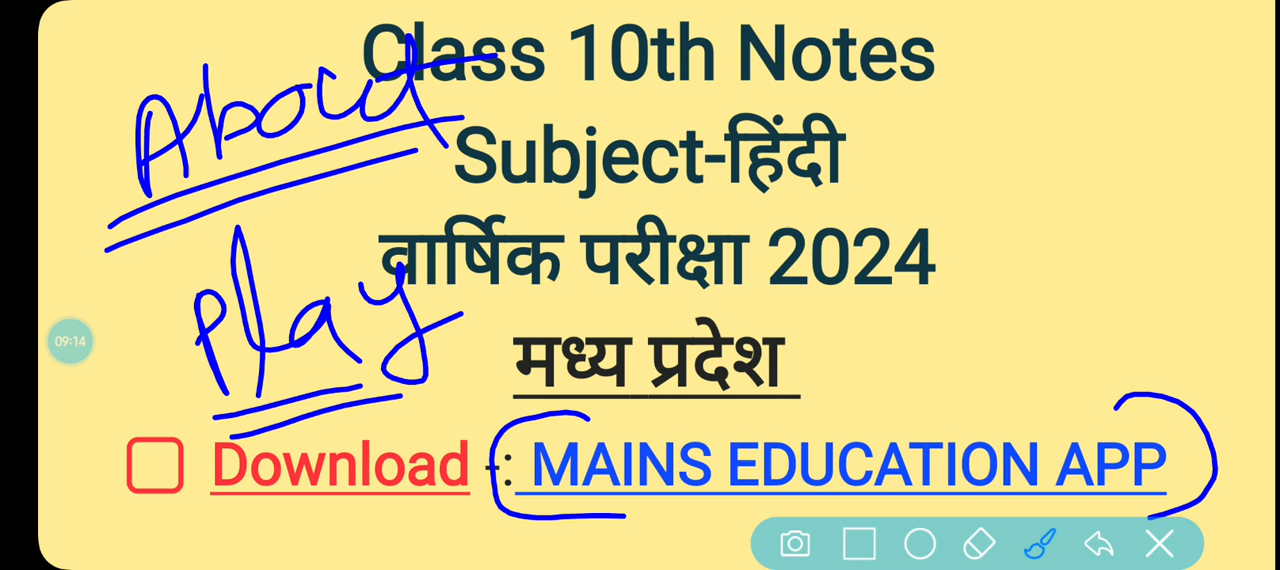 Class 10th Notes
About
Subject-हिंदी
वार्षिक परीक्षा 2024
Play
09:14
मध्य प्रदेश
Download -: MAINS EDUCATION APP